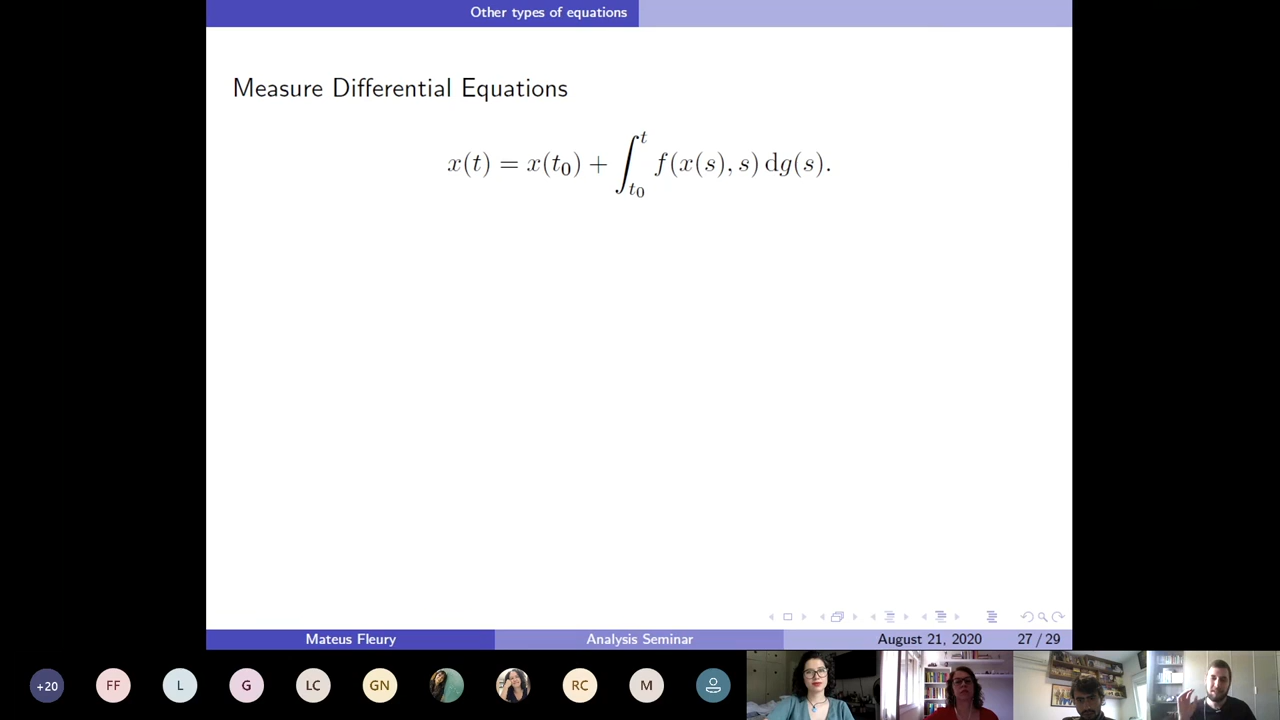 Other types of equations
Measure Differential Equations
x(t) = x(t₀) + ∫_{t₀}^{t} f(x(s), s) dg(s).
Mateus Fleury
Analysis Seminar
August 21, 2020
27 / 29
+20
FF
L
G
LC
GN
RC
M